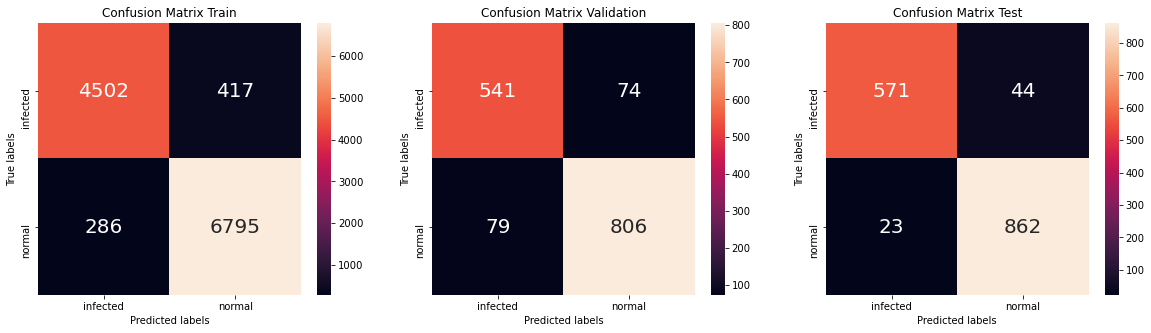 Confusion Matrix Train
4502 417
286 6795
infected
normal
True labels
infected normal
Predicted labels
6000
5000
4000
3000
2000
1000
Confusion Matrix Validation
541 74
79 806
infected
normal
True labels
infected normal
Predicted labels
800
700
600
500
400
300
200
100
Confusion Matrix Test
571 44
23 862
infected
normal
True labels
infected normal
Predicted labels
800
700
600
500
400
300
200
100